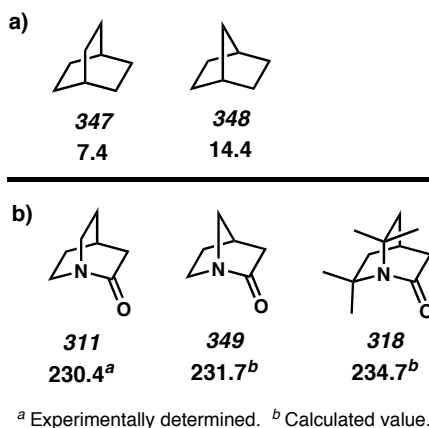 a)
347 348
7.4 14.4
b)
N N N
O O O
311 349 318
230.4a 231.7b 234.7b
a Experimentally determined. b Calculated value.